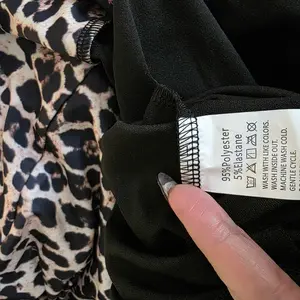 95%Polyester
5%Elastane
WASH WITH LIKE COLORS.
WASH INSIDE OUT.
MACHINE WASH COLD.
GENTLE CYCLE.